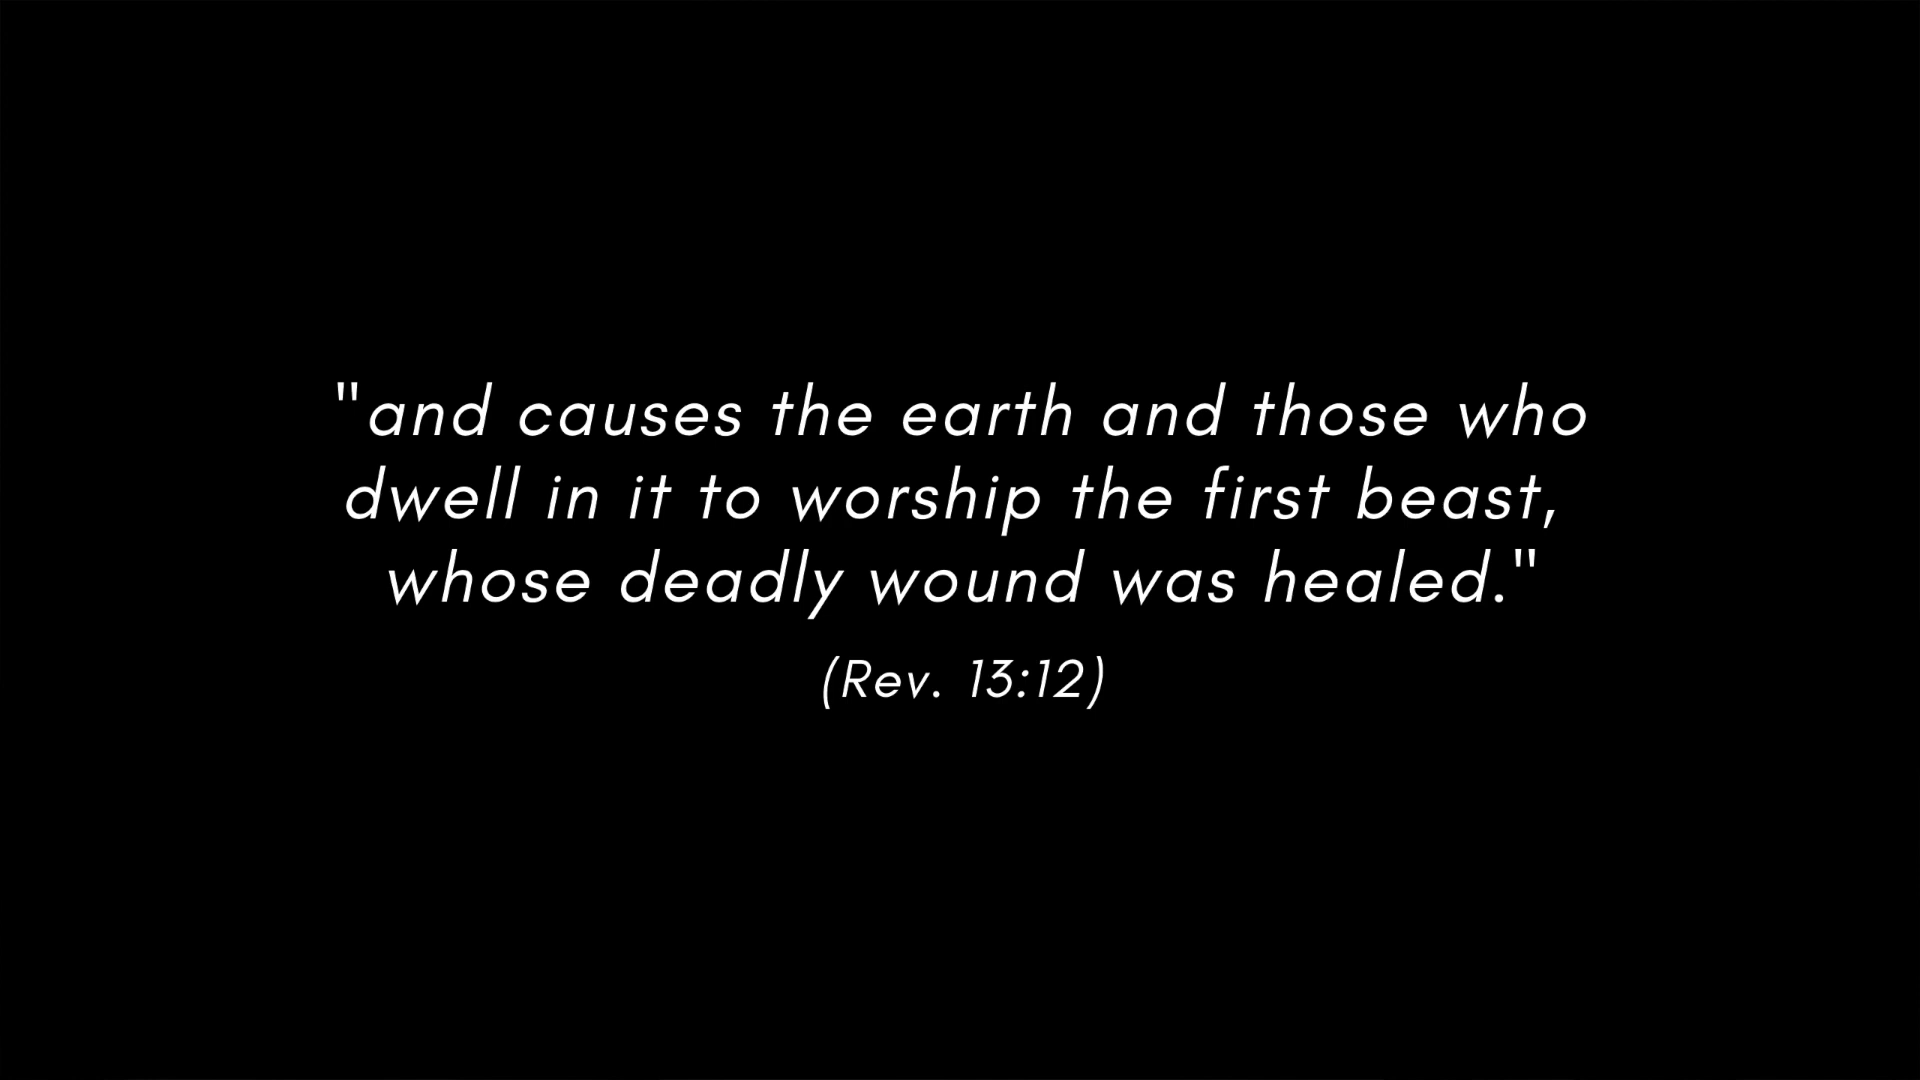 "and causes the earth and those who
dwell in it to worship the first beast,
whose deadly wound was healed."
(Rev. 13:12)